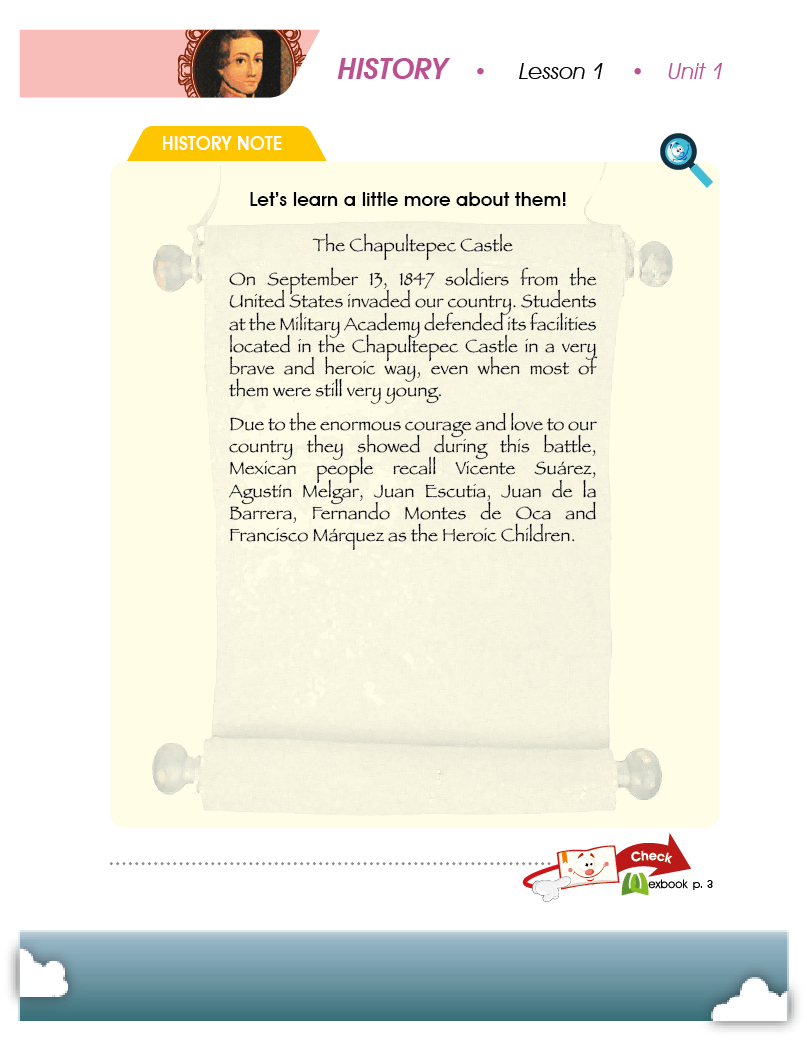 HISTORY • Lesson 1 • Unit 1
HISTORY NOTE
Let's learn a little more about them!
The Chapultepec Castle
On September 13, 1847 soldiers from the
United States invaded our country. Students
at the Military Academy defended its facilities
located in the Chapultepec Castle in a very
brave and heroic way, even when most of
them were still very young.
Due to the enormous courage and love to our
country they showed during this battle,
Mexican people recall Vicente Suárez,
Agustín Melgar, Juan Escutia, Juan de la
Barrera, Fernando Montes de Oca and
Francisco Márquez as the Heroic Children.
Check
Mexbook p. 3